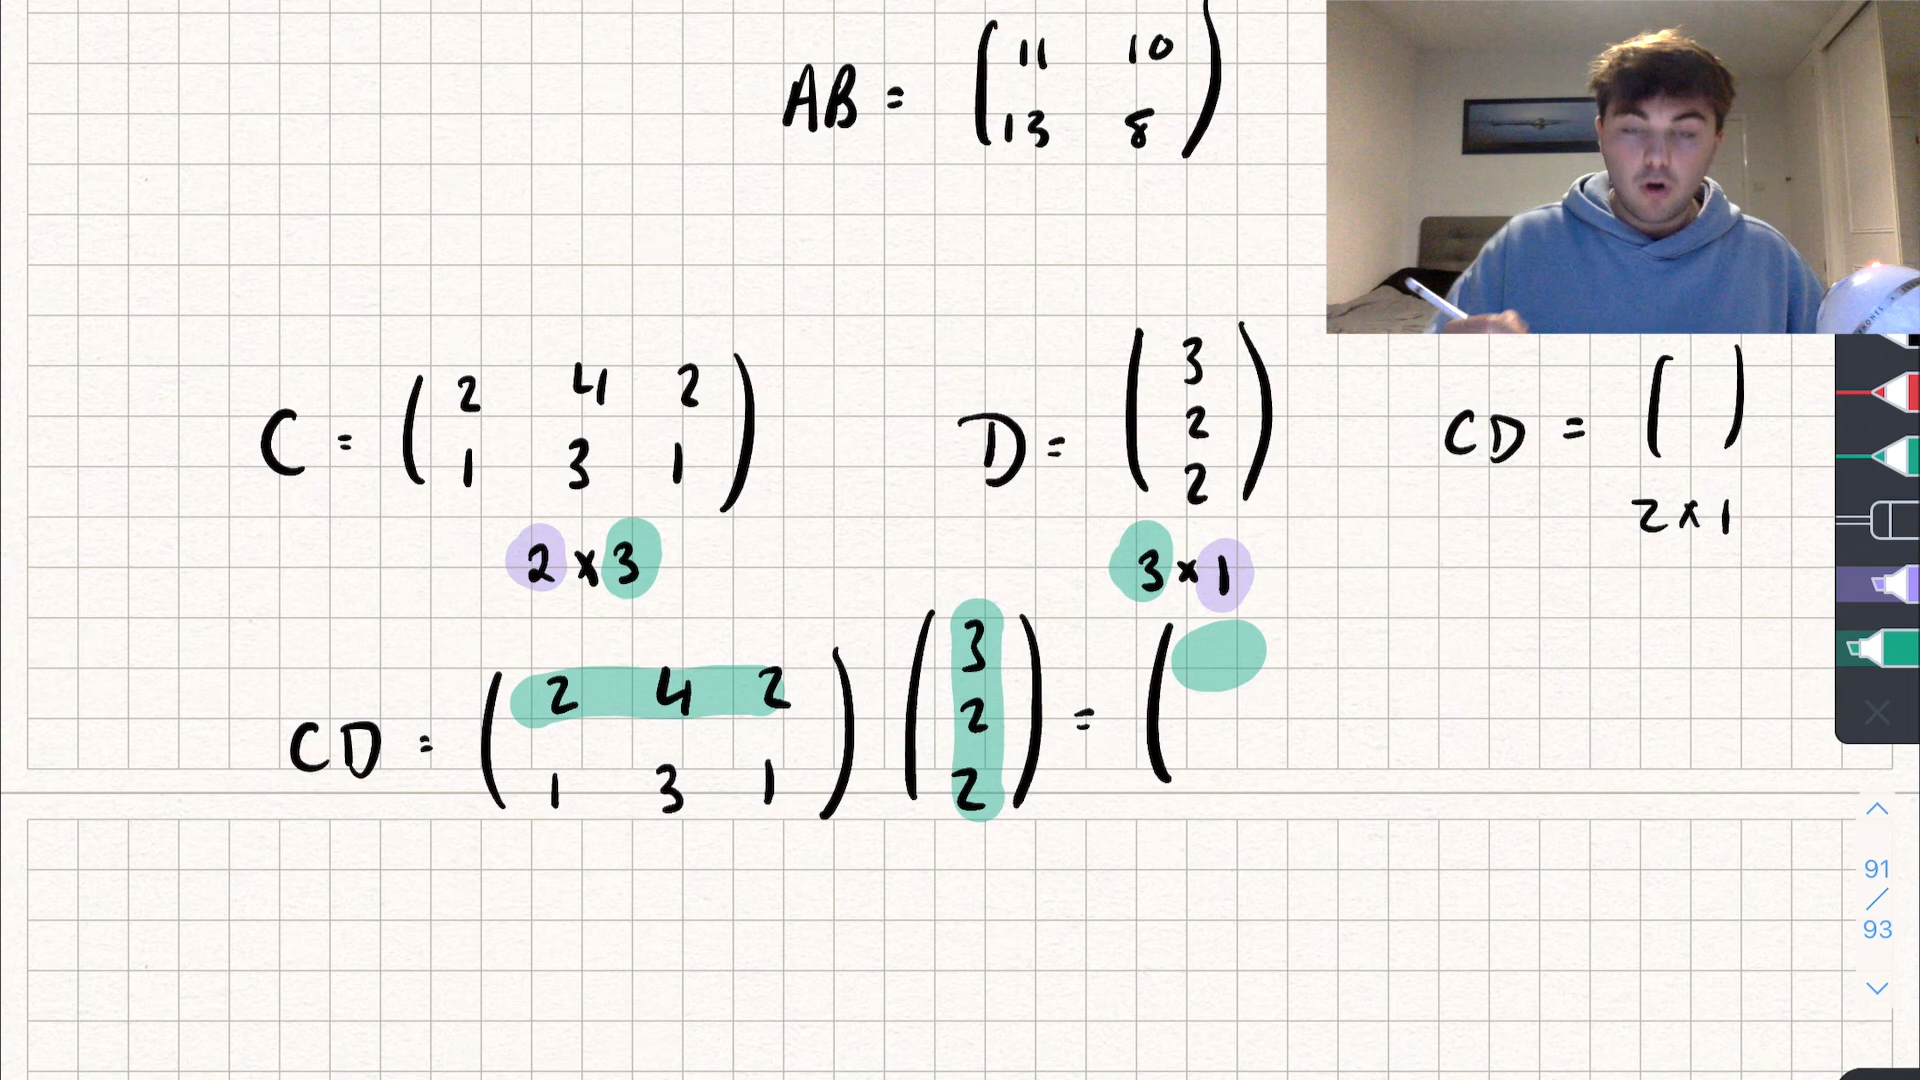 AB = ( 11 10
13 8 )
C = ( 2 4 2
1 3 1 )
D = ( 3
2
2 )
CD = ( )
2 × 1
2 × 3
3 × 1
CD = ( 2 4 2
1 3 1 ) ( 3
2
2 ) = (
91
/
93